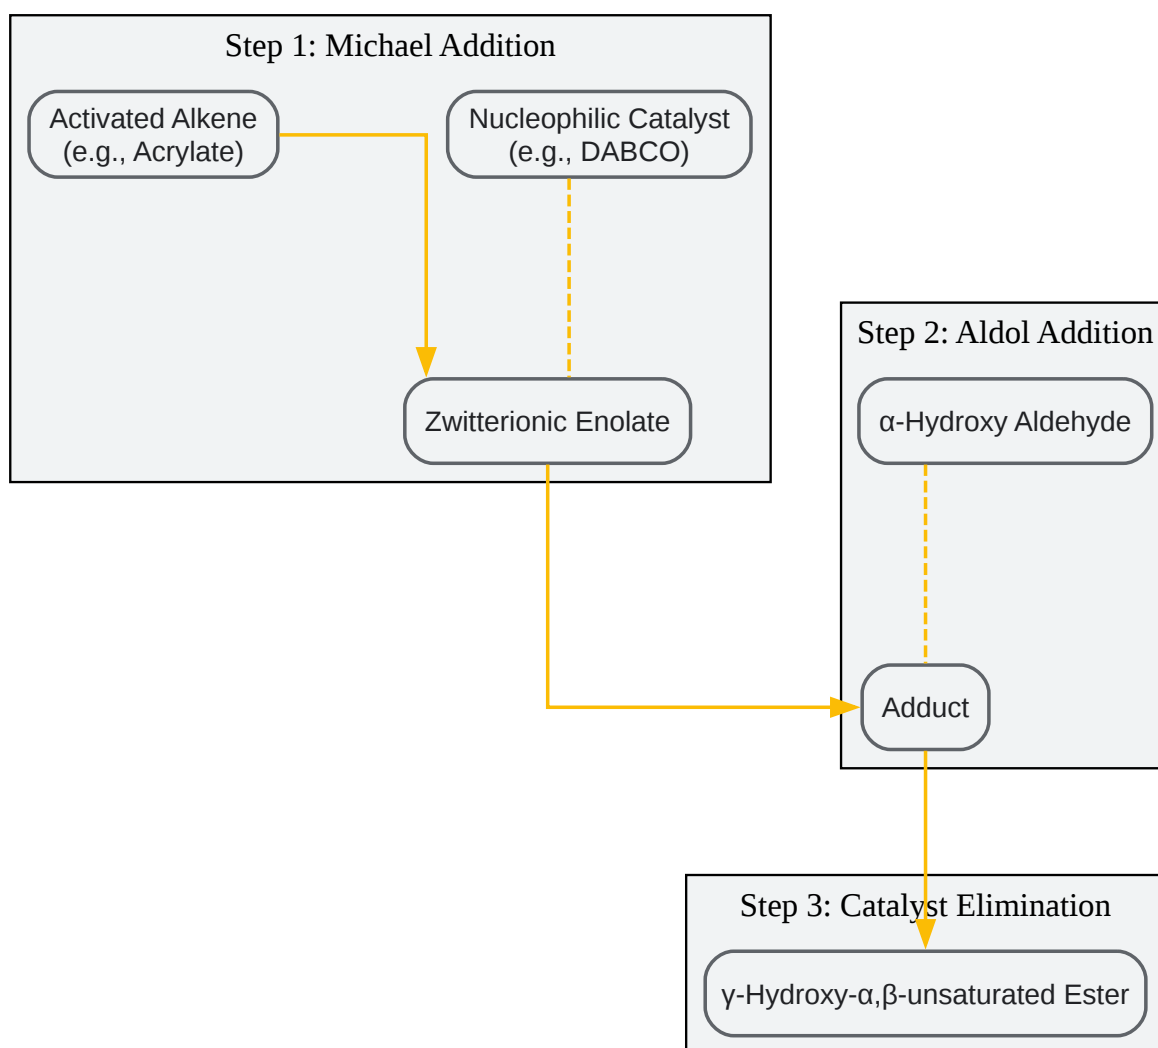 Step 1: Michael Addition
Activated Alkene
(e.g., Acrylate)
Nucleophilic Catalyst
(e.g., DABCO)
Zwitterionic Enolate
Step 2: Aldol Addition
α-Hydroxy Aldehyde
Adduct
Step 3: Catalyst Elimination
γ-Hydroxy-α,β-unsaturated Ester